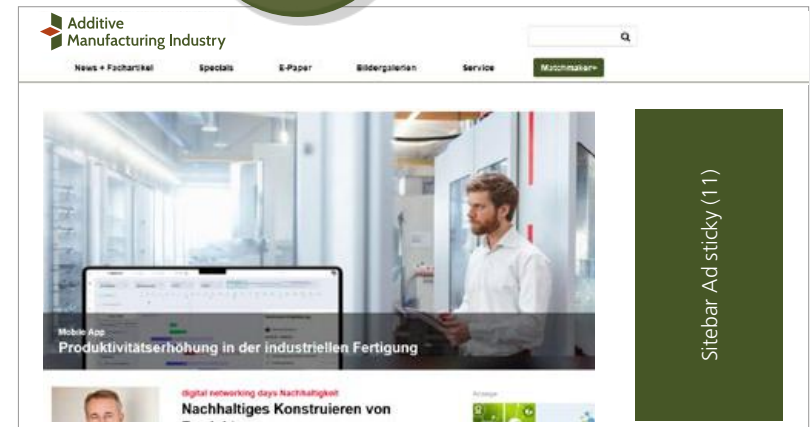 Additive
Manufacturing Industry
News + Fachartikel Specials E-Paper Bildergalerien Service Matchmaker+
Mobile App
Produktivitätserhöhung in der industriellen Fertigung
Sitebar Ad sticky (11)
digital networking days Nachhaltigkeit
Nachhaltiges Konstruieren von
Anzeige